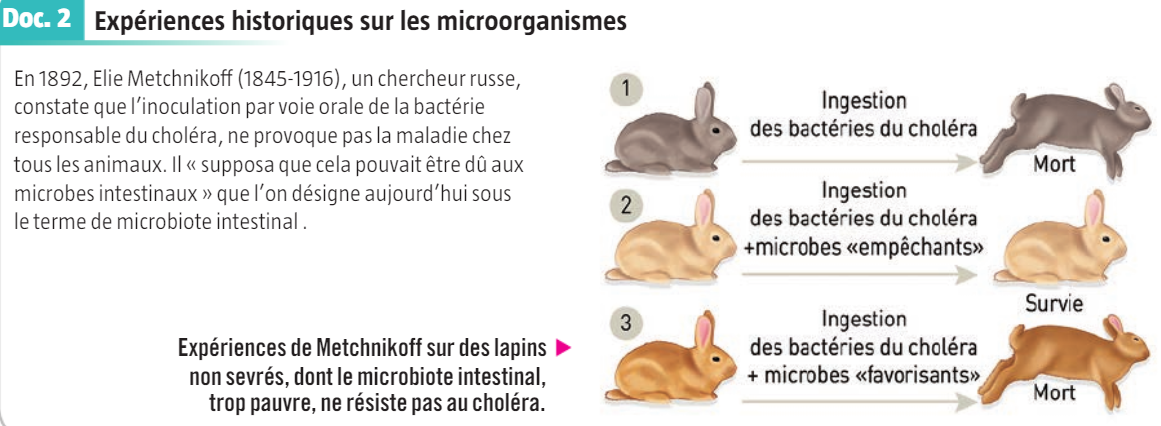 Doc. 2 Expériences historiques sur les microorganismes
En 1892, Elie Metchnikoff (1845-1916), un chercheur russe,
constate que l'inoculation par voie orale de la bactérie
responsable du choléra, ne provoque pas la maladie chez
tous les animaux. Il « supposa que cela pouvait être dû aux
microbes intestinaux » que l'on désigne aujourd'hui sous
le terme de microbiote intestinal .
Expériences de Metchnikoff sur des lapins ▶
non sevrés, dont le microbiote intestinal,
trop pauvre, ne résiste pas au choléra.
1
Ingestion
des bactéries du choléra
Mort
2
Ingestion
des bactéries du choléra
+microbes «empêchants»
Survie
3
Ingestion
des bactéries du choléra
+ microbes «favorisants»
Mort